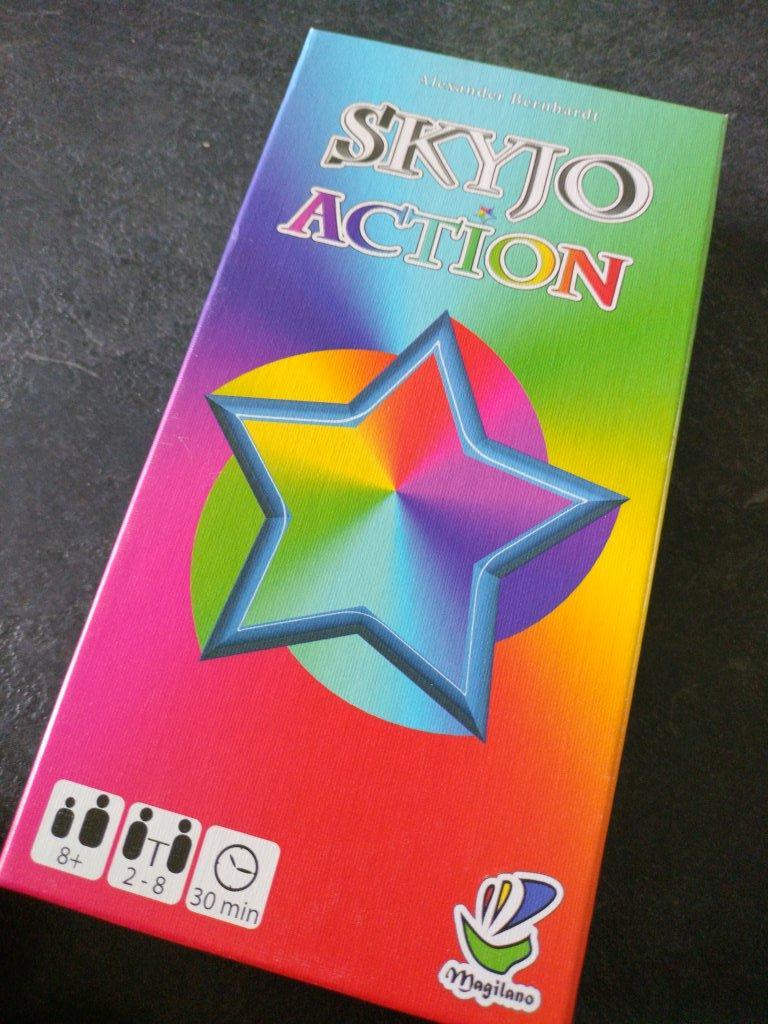 Alexander Bernhardt
SKYJO
ACTION
8+
2 - 8
30 min
Magilano